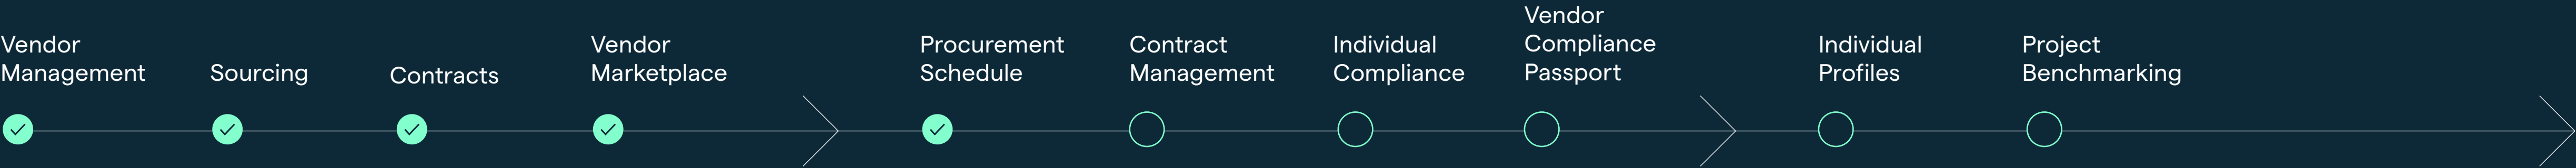 Vendor
Management
Sourcing
Contracts
Vendor
Marketplace
Procurement
Schedule
Contract
Management
Individual
Compliance
Vendor
Compliance
Passport
Individual
Profiles
Project
Benchmarking